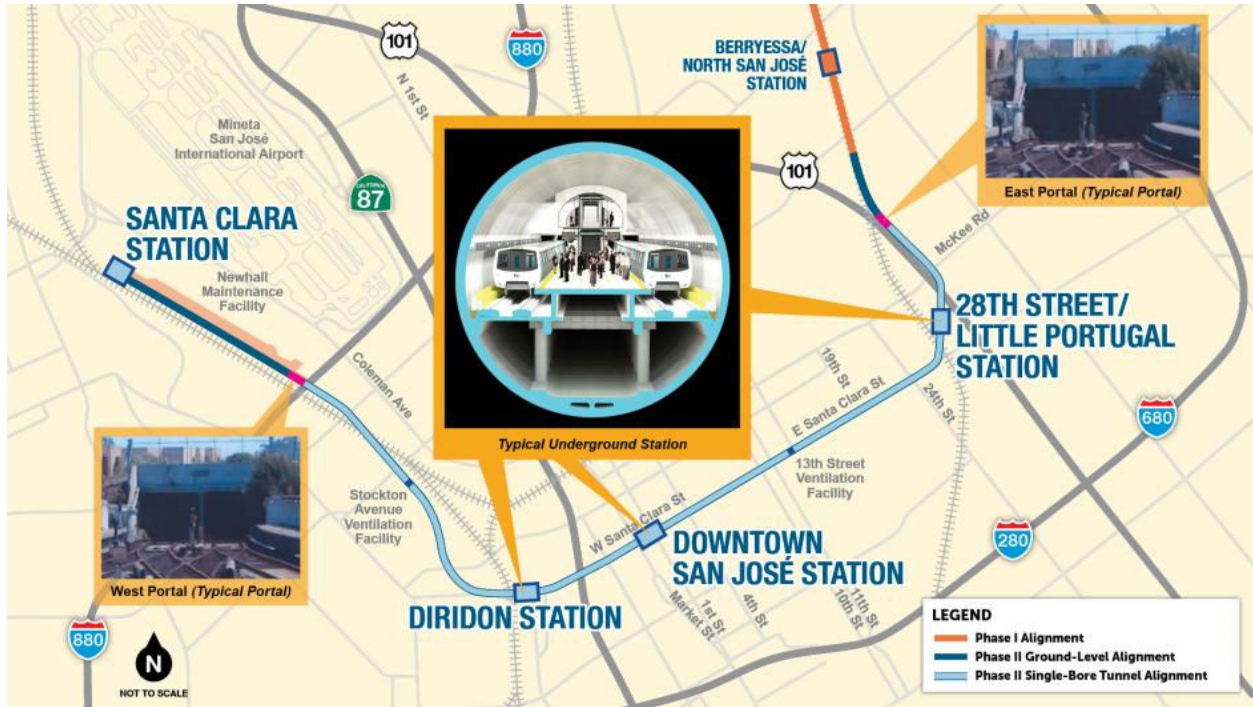 101
880
N 1st St
BERRYESSA/
NORTH SAN JOSÉ
STATION
Mineta
San José
International Airport
CALIFORNIA
87
101
East Portal (Typical Portal)
McKee Rd
SANTA CLARA
STATION
Newhall
Maintenance
Facility
Coleman Ave
Typical Underground Station
28TH STREET/
LITTLE PORTUGAL
STATION
19th St
24th St
E Santa Clara St
680
13th Street
Ventilation
Facility
Stockton
Avenue
Ventilation
Facility
W Santa Clara St
280
DOWNTOWN
SAN JOSÉ STATION
West Portal (Typical Portal)
DIRIDON STATION
Market St
1st St
4th St
10th St
11th St
880
N
NOT TO SCALE
LEGEND
Phase I Alignment
Phase II Ground-Level Alignment
Phase II Single-Bore Tunnel Alignment